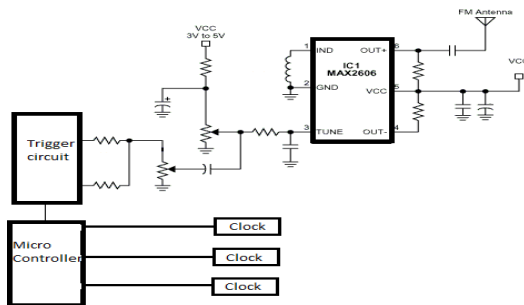 FM Antenna
VCC
3V to 5V
1
IND
OUT+
6
IC1
MAX2606
2
GND
VCC
5
VC
3
TUNE
OUT-
4
+
Trigger
circuit
Micro
Controller
Clock
Clock
Clock